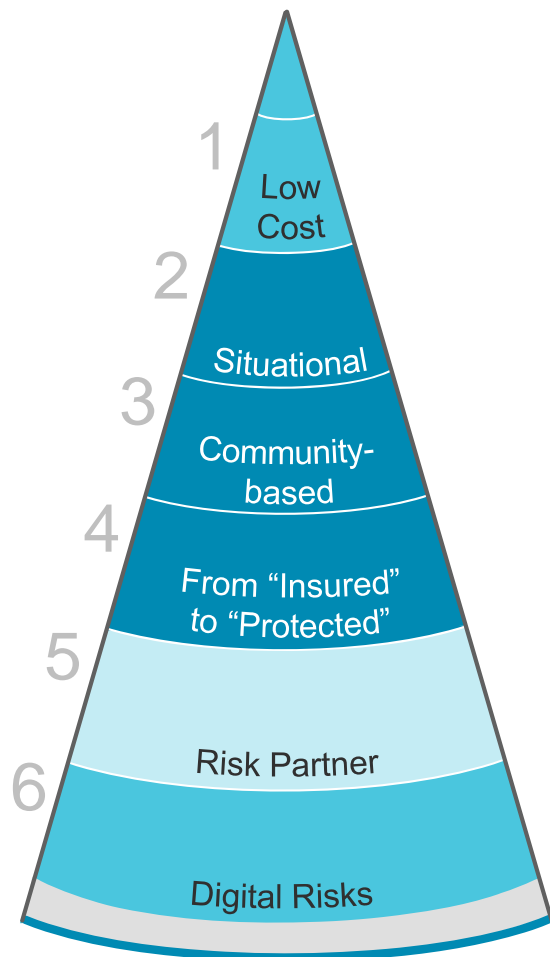 1
Low
Cost
2
Situational
3
Community-
based
4
From “Insured”
to “Protected”
5
Risk Partner
6
Digital Risks